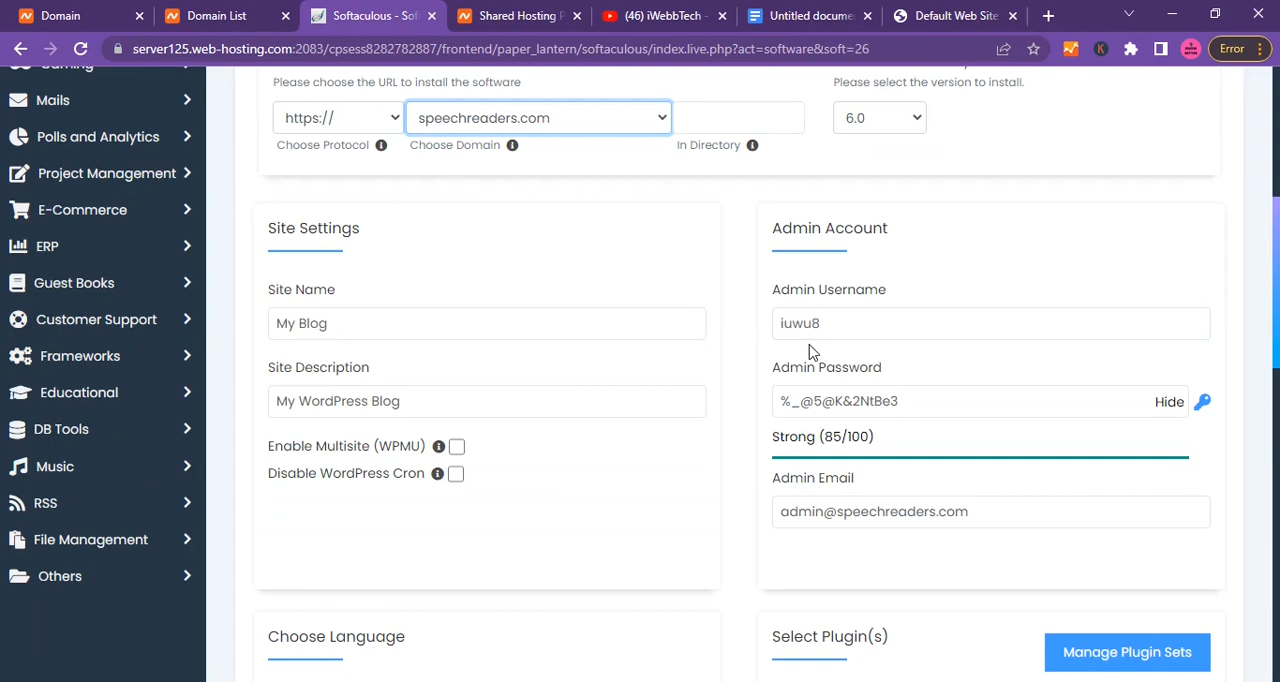 Domain
Domain List
Softaculous - Sof
Shared Hosting P
(46) iWebbTech -
Untitled docume
Default Web Site
server125.web-hosting.com:2083/cpsess8282782887/frontend/paper_lantern/softaculous/index.live.php?act=software&soft=26
K
Error
Please choose the URL to install the software
Please select the version to install.
Mails
https://
speechreaders.com
6.0
Polls and Analytics
Choose Protocol
Choose Domain
In Directory
Project Management
E-Commerce
Site Settings
Admin Account
ERP
Guest Books
Site Name
Admin Username
Customer Support
My Blog
iuwu8
Frameworks
Site Description
Admin Password
Educational
My WordPress Blog
%_@5@K&2NtBe3
Hide
DB Tools
Enable Multisite (WPMU)
Strong (85/100)
Music
Disable WordPress Cron
Admin Email
RSS
admin@speechreaders.com
File Management
Others
Choose Language
Select Plugin(s)
Manage Plugin Sets